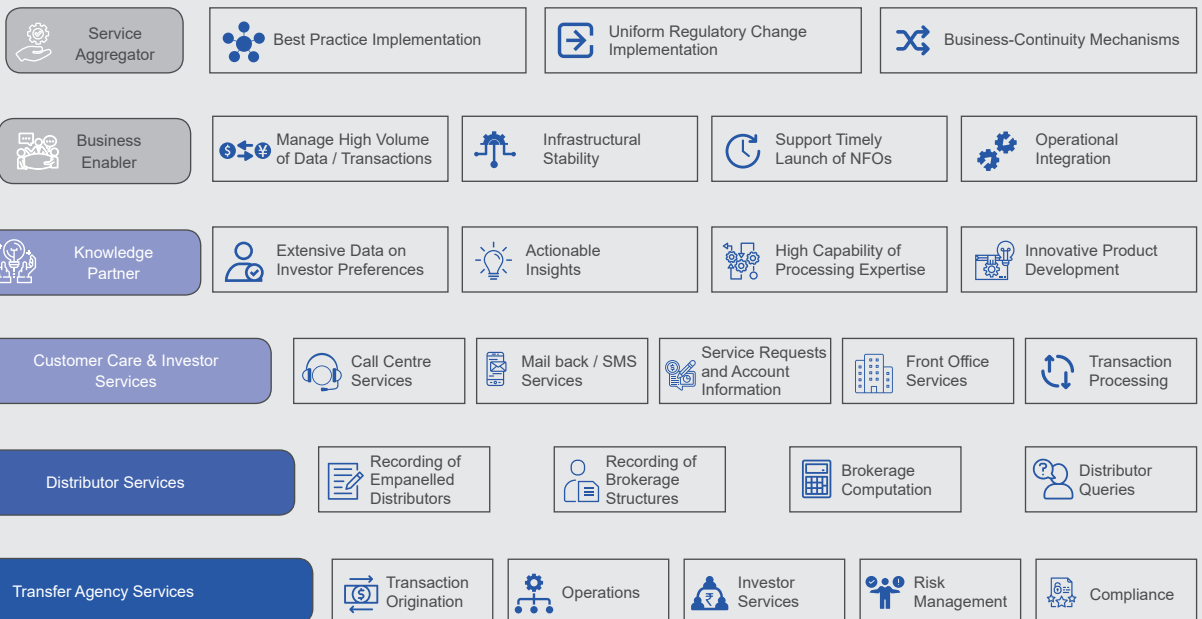 Service
Aggregator
Best Practice Implementation
Uniform Regulatory Change
Implementation
Business-Continuity Mechanisms
Business
Enabler
Manage High Volume
of Data / Transactions
Infrastructural
Stability
Support Timely
Launch of NFOs
Operational
Integration
Knowledge
Partner
Extensive Data on
Investor Preferences
Actionable
Insights
High Capability of
Processing Expertise
Innovative Product
Development
Customer Care & Investor
Services
Call Centre
Services
Mail back / SMS
Services
Service Requests
and Account
Information
Front Office
Services
Transaction
Processing
Distributor Services
Recording of
Empanelled
Distributors
Recording of
Brokerage
Structures
Brokerage
Computation
Distributor
Queries
Transfer Agency Services
Transaction
Origination
Operations
Investor
Services
Risk
Management
Compliance